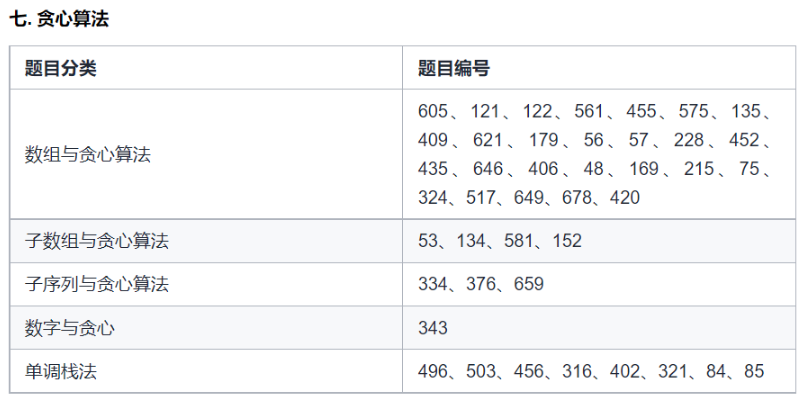 七. 贪心算法
题目分类
题目编号
数组与贪心算法
605、121、122、561、455、575、135、
409、621、179、56、57、228、452、
435、646、406、48、169、215、75、
324、517、649、678、420
子数组与贪心算法
53、134、581、152
子序列与贪心算法
334、376、659
数字与贪心
343
单调栈法
496、503、456、316、402、321、84、85